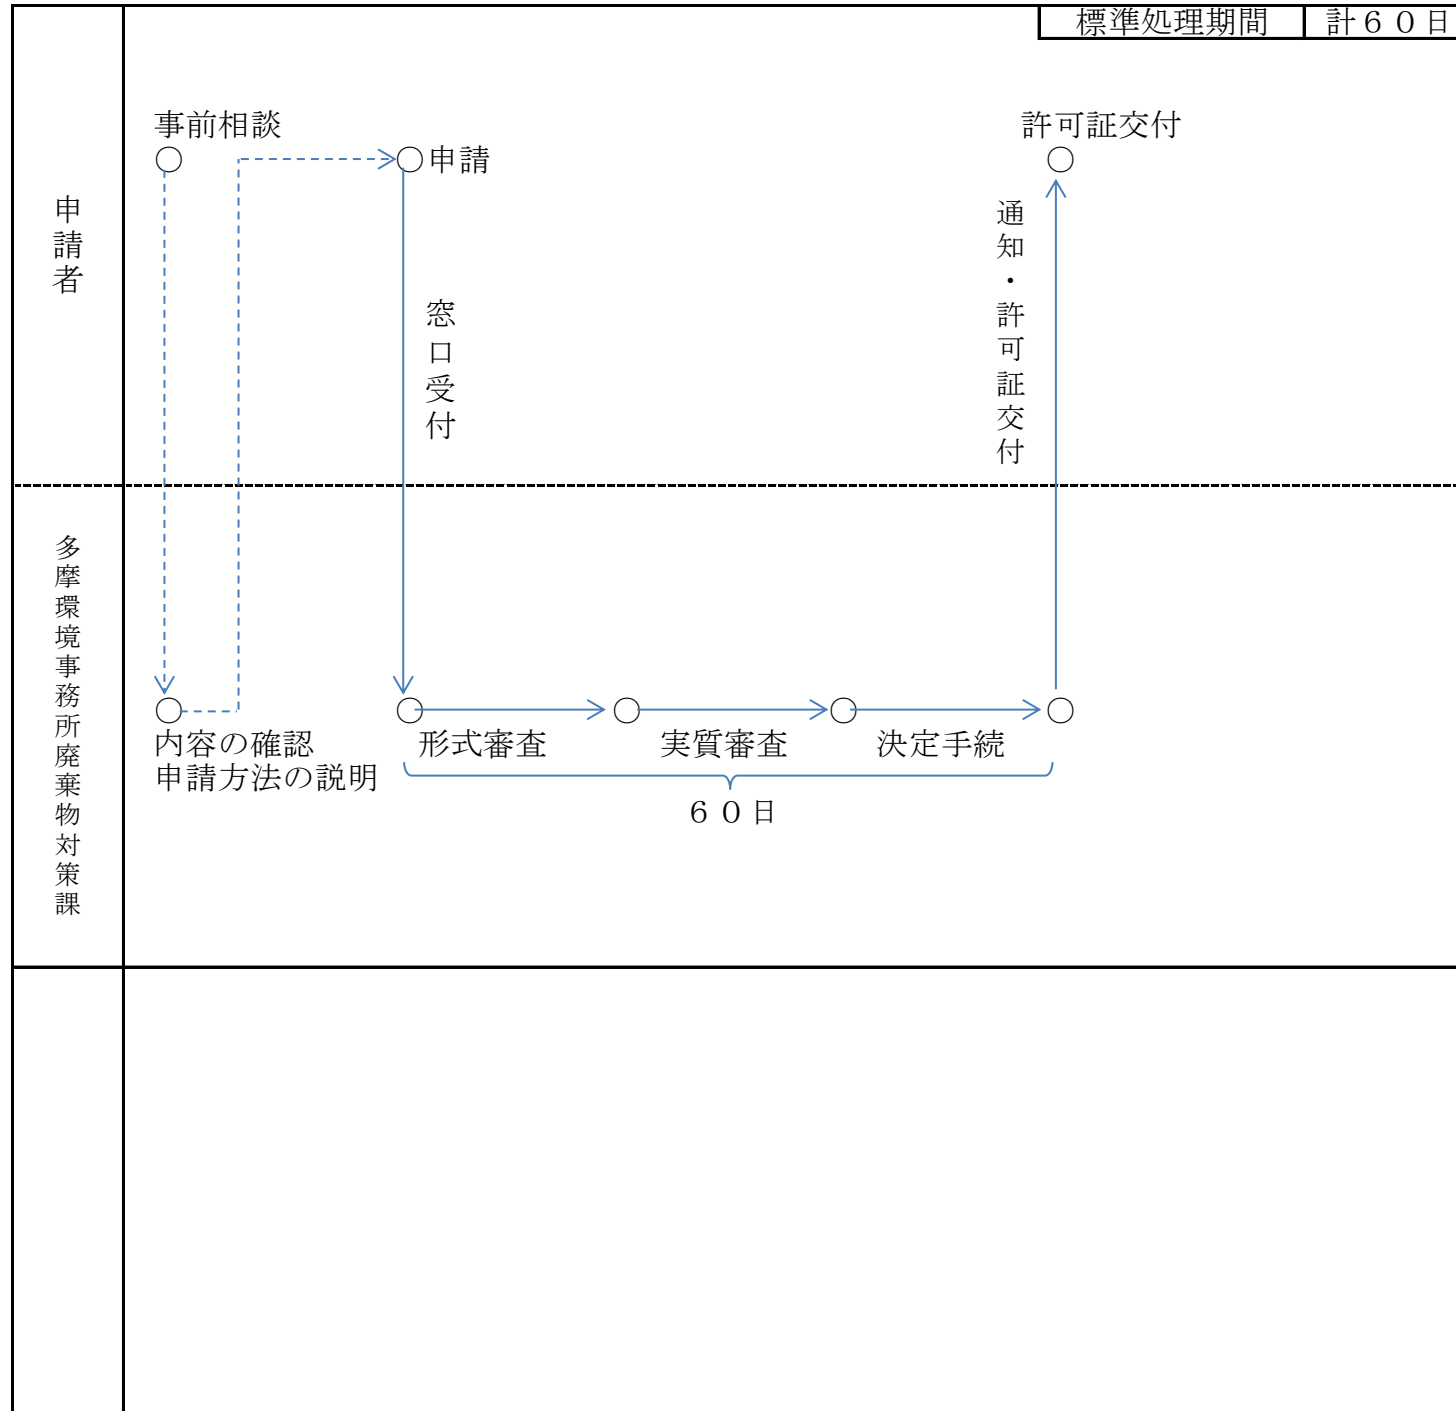 標準処理期間
計６０日
申請者
事前相談
申請
許可証交付
窓口受付
通知・許可証交付
多摩環境事務所廃棄物対策課
内容の確認
申請方法の説明
形式審査
実質審査
決定手続
６０日